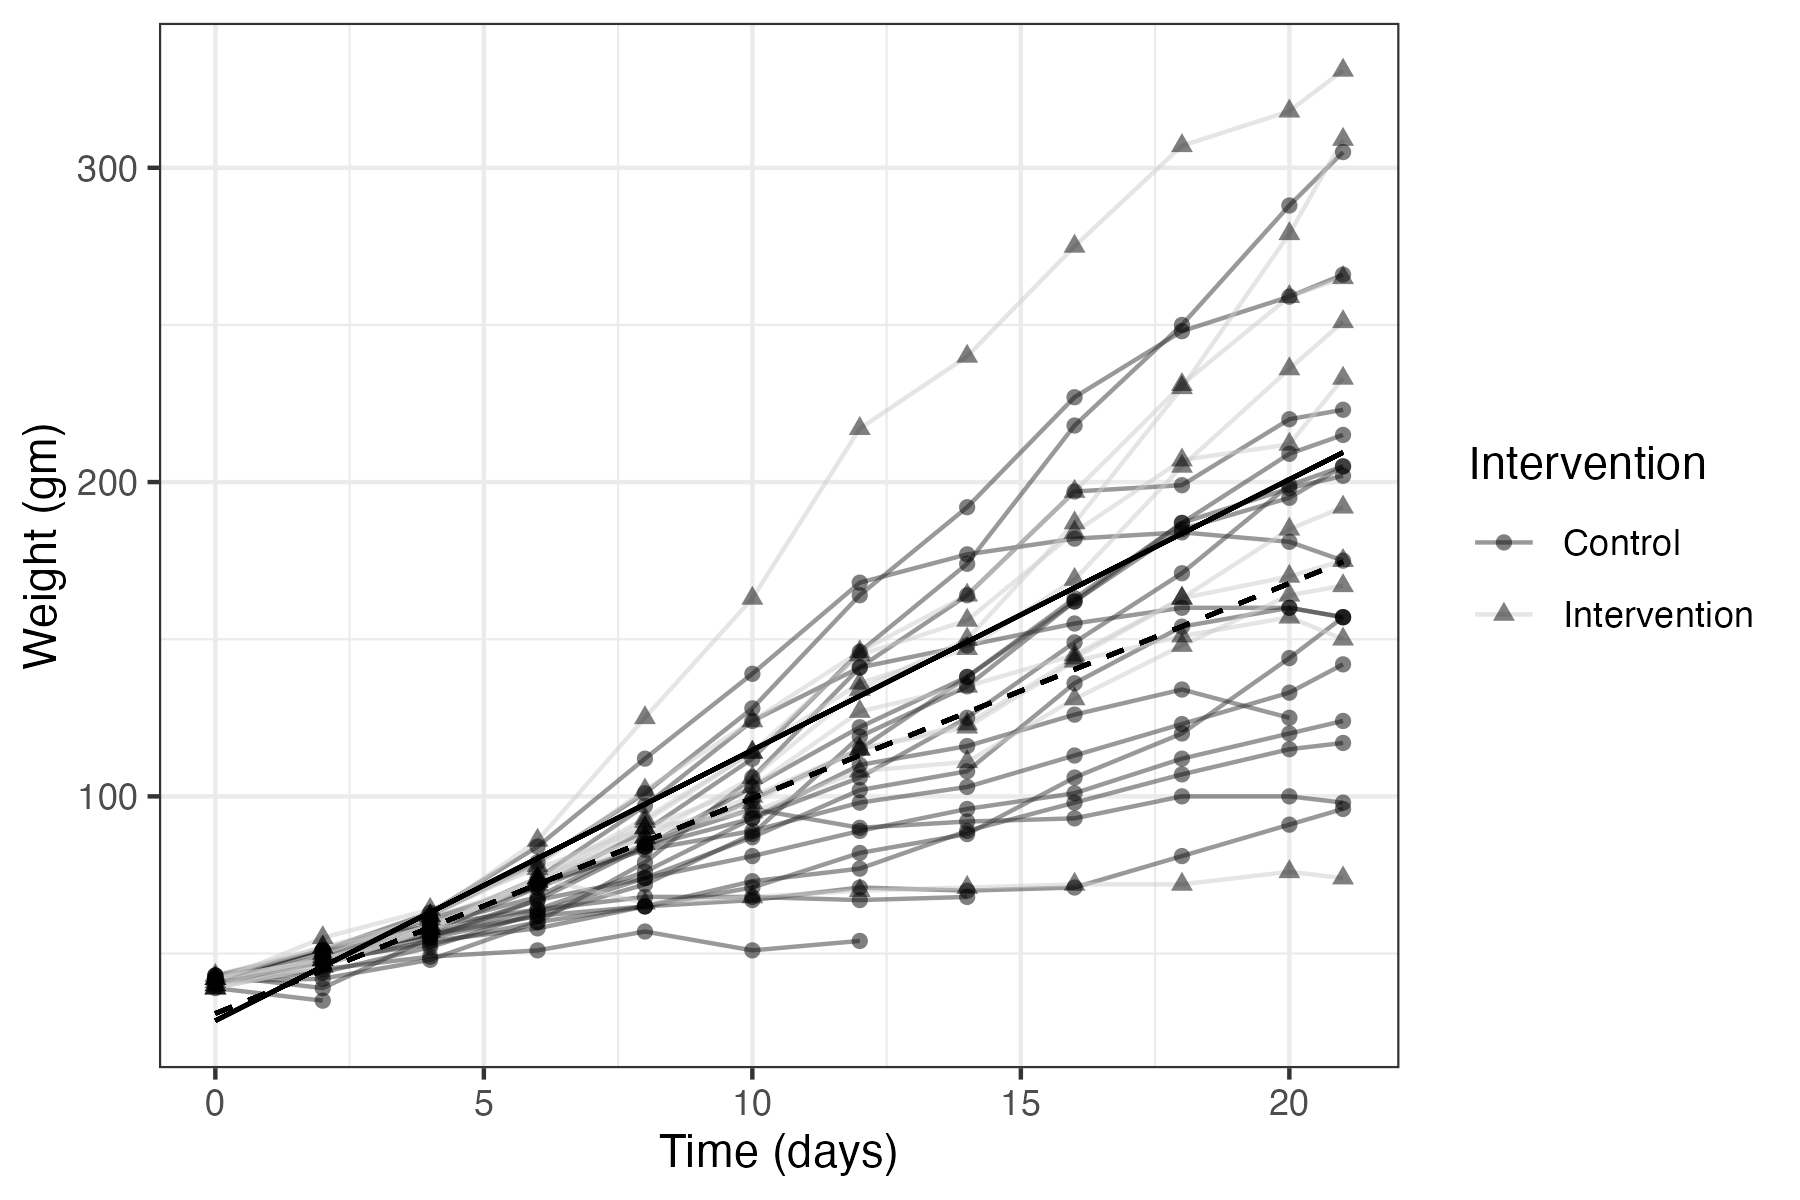 Weight (gm)
300
200
100
0 5 10 15 20
Time (days)
Intervention
Control
Intervention